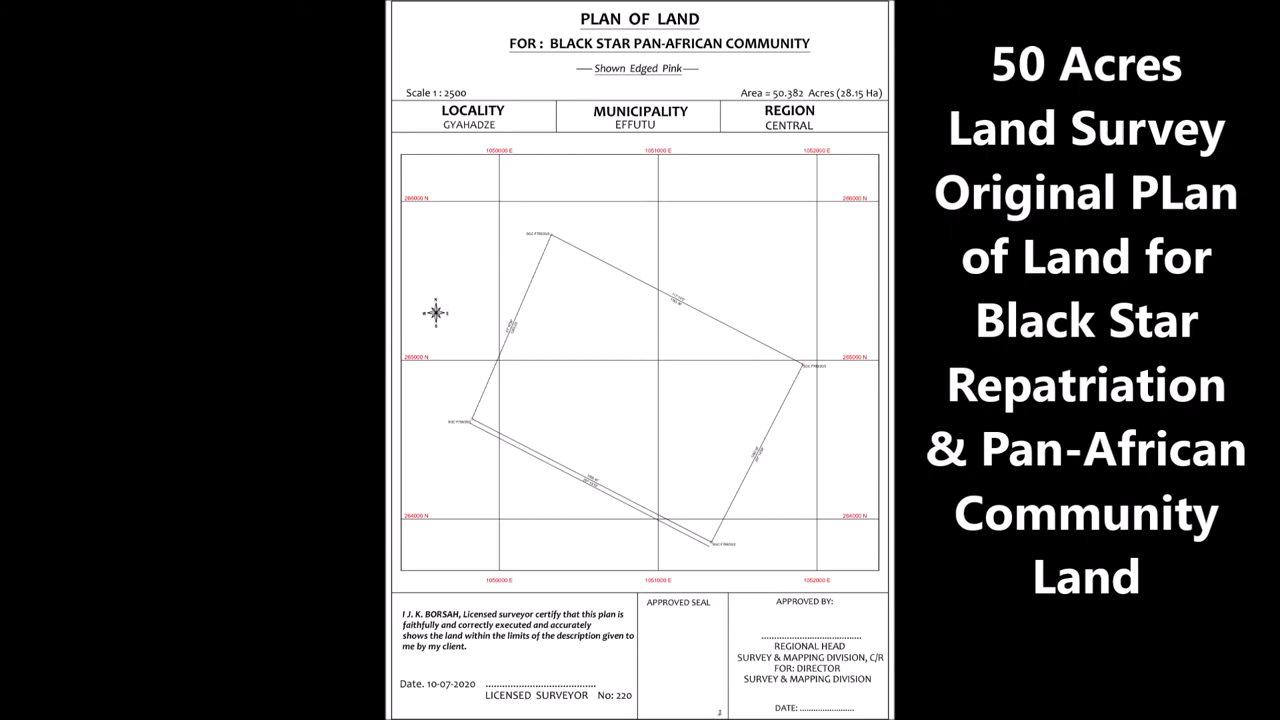 PLAN OF LAND
FOR : BLACK STAR PAN-AFRICAN COMMUNITY
Shown Edged Pink
Scale 1 : 2500
Area = 50.382 Acres (28.15 Ha)
LOCALITY
GYAHADZE
MUNICIPALITY
EFFUTU
REGION
CENTRAL
1050000 E
1051000 E
1052000 E
266000 N
266000 N
265000 N
265000 N
264000 N
264000 N
1050000 E
1051000 E
1052000 E
I J. K. BORSAH, Licensed surveyor certify that this plan is
faithfully and correctly executed and accurately
shows the land within the limits of the description given to
me by my client.
Date. 10-07-2020
LICENSED SURVEYOR No: 220
APPROVED SEAL
APPROVED BY:
REGIONAL HEAD
SURVEY & MAPPING DIVISION, C/R
FOR: DIRECTOR
SURVEY & MAPPING DIVISION
DATE:
50 Acres
Land Survey
Original PLan
of Land for
Black Star
Repatriation
& Pan-African
Community
Land